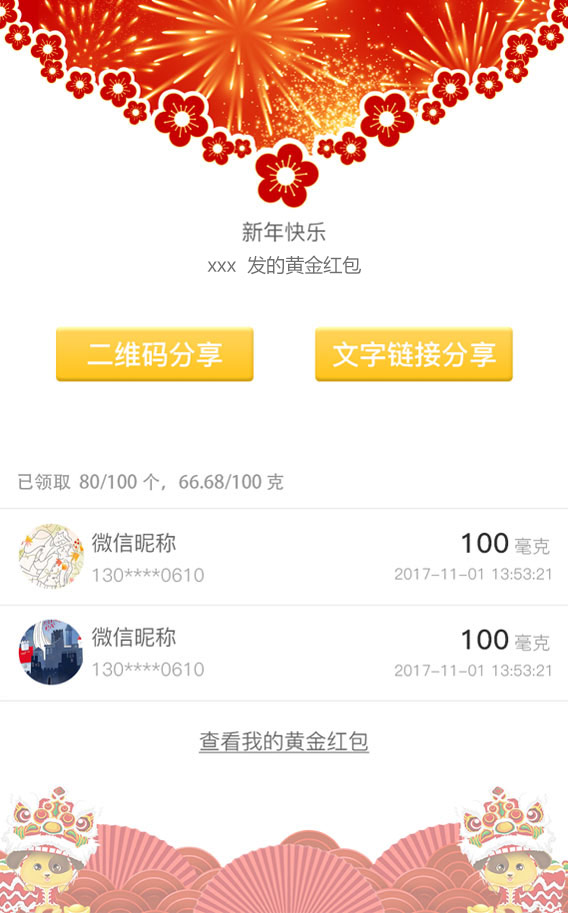 新年快乐
xxx 发的黄金红包
二维码分享 文字链接分享
已领取 80/100 个，66.68/100 克
微信昵称 100 毫克
130****0610 2017-11-01 13:53:21
微信昵称 100 毫克
130****0610 2017-11-01 13:53:21
查看我的黄金红包